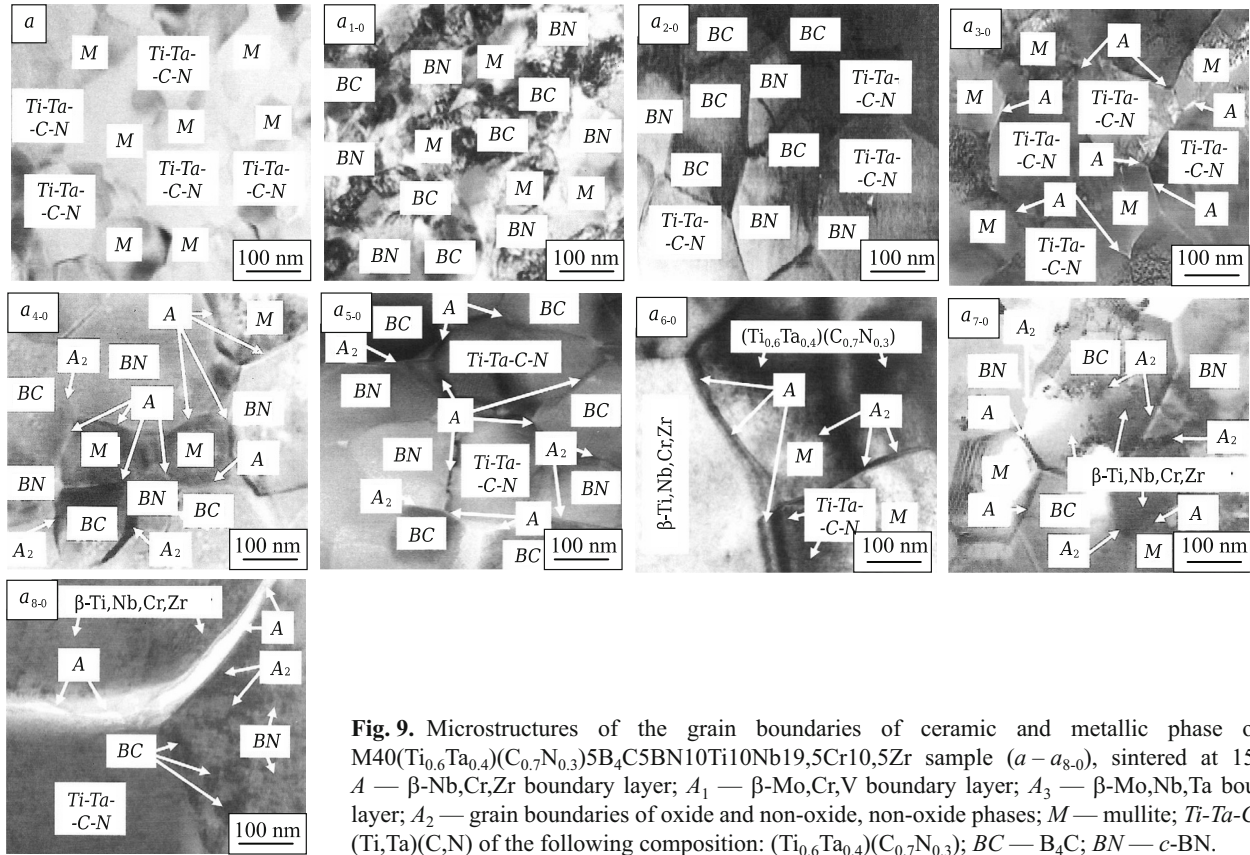 a
M
Ti-Ta-
-C-N
M
Ti-Ta-
-C-N
M
M
M
Ti-Ta-
-C-N
Ti-Ta-
-C-N
Ti-Ta-
-C-N
M
M
100 nm
a1-0
BN
BN
M
BC
BC
M
BC
BN
BN
BC
M
M
BN
BN
BC
100 nm
a2-0
BC
BC
BN
Ti-Ta-
-C-N
BC
BN
BC
BC
Ti-Ta-
-C-N
Ti-Ta-
-C-N
BN
BN
100 nm
a3-0
M
A
M
M
A
Ti-Ta-
-C-N
A
Ti-Ta-
-C-N
A
Ti-Ta-
-C-N
A
M
A
M
Ti-Ta-
-C-N
100 nm
a4-0
A
M
A2
BN
BC
A
BN
M
M
A
BN
BN
BC
BC
A2
A2
100 nm
a5-0
A
BC
BC
A2
Ti-Ta-C-N
BN
A
BC
BN
Ti-Ta-
-C-N
A2
BN
A2
A
BC
BC
100 nm
a6-0
(Ti0.6Ta0.4)(C0.7N0.3)
A
A2
β-Ti,Nb,Cr,Zr
M
Ti-Ta-
-C-N
M
100 nm
a7-0
A2
BC
A2
BN
BN
A
A2
M
β-Ti,Nb,Cr,Zr
A
BC
A
A2
M
100 nm
a8-0
β-Ti,Nb,Cr,Zr
A
A
A2
BC
BN
Ti-Ta-
-C-N
100 nm
Fig. 9. Microstructures of the grain boundaries of ceramic and metallic phase o
M40(Ti0.6Ta0.4)(C0.7N0.3)5B4C5BN10Ti10Nb19,5Cr10,5Zr sample (a – a8-0), sintered at 15
A — β-Nb,Cr,Zr boundary layer; A1 — β-Mo,Cr,V boundary layer; A3 — β-Mo,Nb,Ta bou
layer; A2 — grain boundaries of oxide and non-oxide, non-oxide phases; M — mullite; Ti-Ta-C
(Ti,Ta)(C,N) of the following composition: (Ti0.6Ta0.4)(C0.7N0.3); BC — B4C; BN — c-BN.